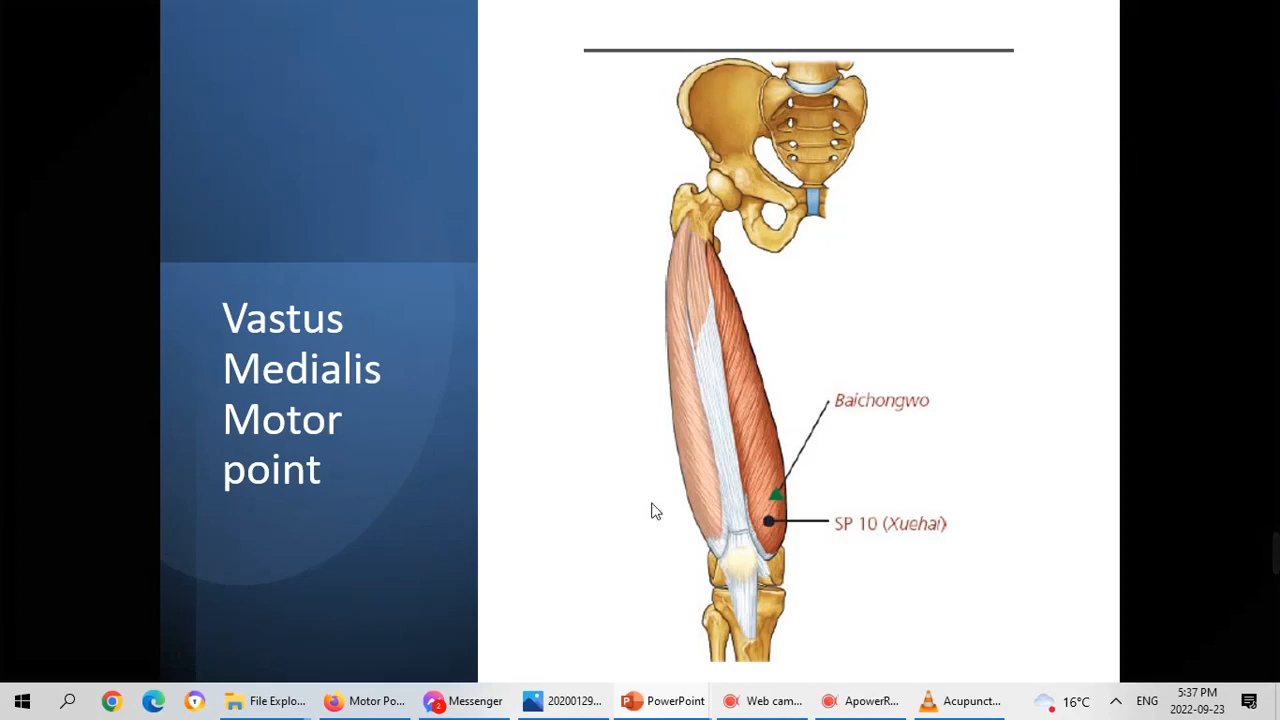 Vastus
Medialis
Motor
point
Baichongwo
SP 10 (Xuehai)
File Explo...
Motor Po...
Messenger
2
20200129...
PowerPoint
Web cam...
ApowerR...
Acupunct...
16°C
ENG
5:37 PM
2022-09-23